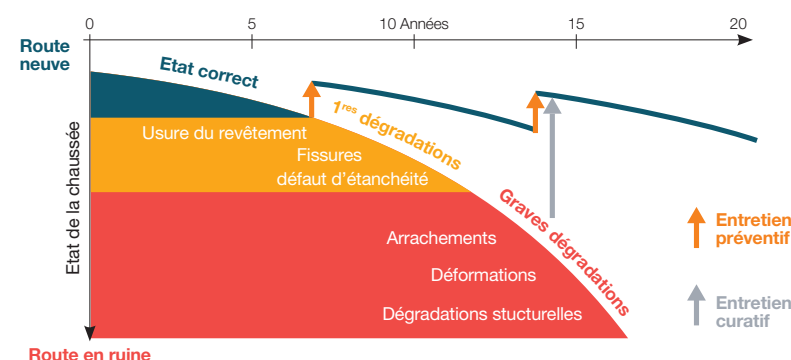 0
5
10 Années
15
20
Route
neuve
Etat correct
1res dégradations
Usure du revêtement
Fissures
défaut d'étanchéité
Graves dégradations
Arrachements
Déformations
Dégradations stucturelles
Etat de la chaussée
Entretien
préventif
Entretien
curatif
Route en ruine